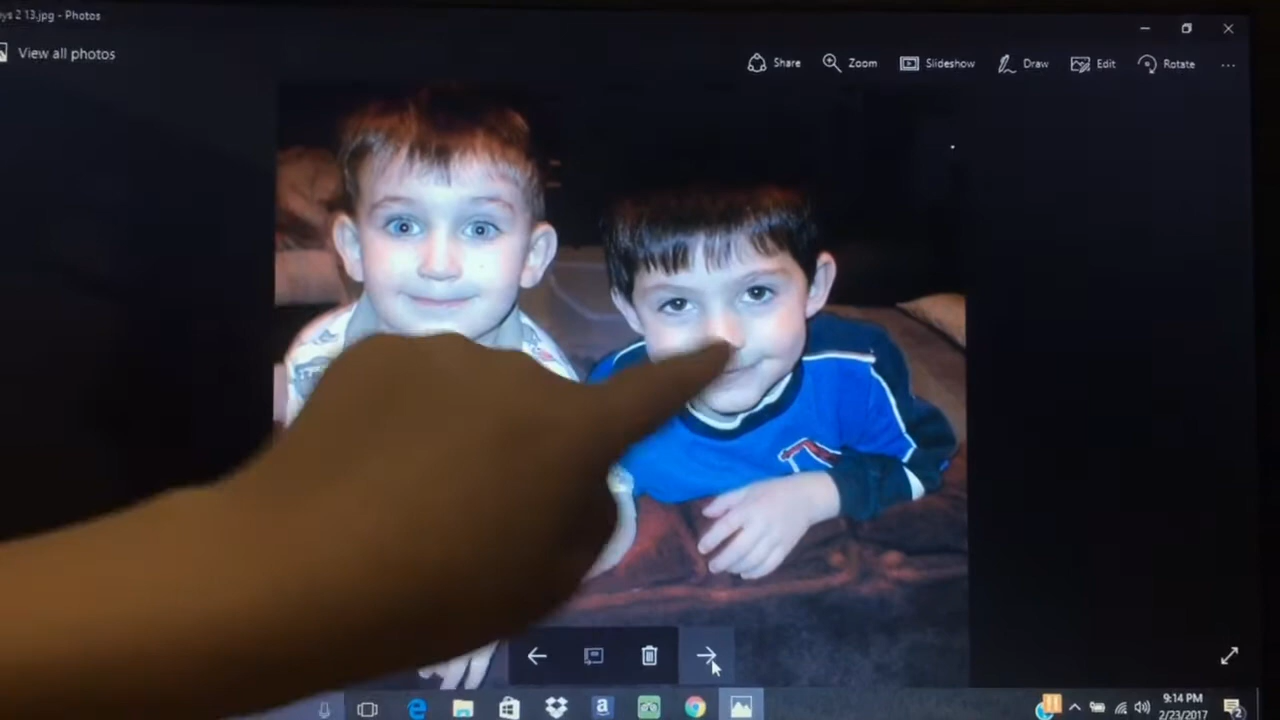 ys 2 13.jpg - Photos
View all photos
Share Zoom Slideshow Draw Edit Rotate ...
9:14 PM
2/23/2017